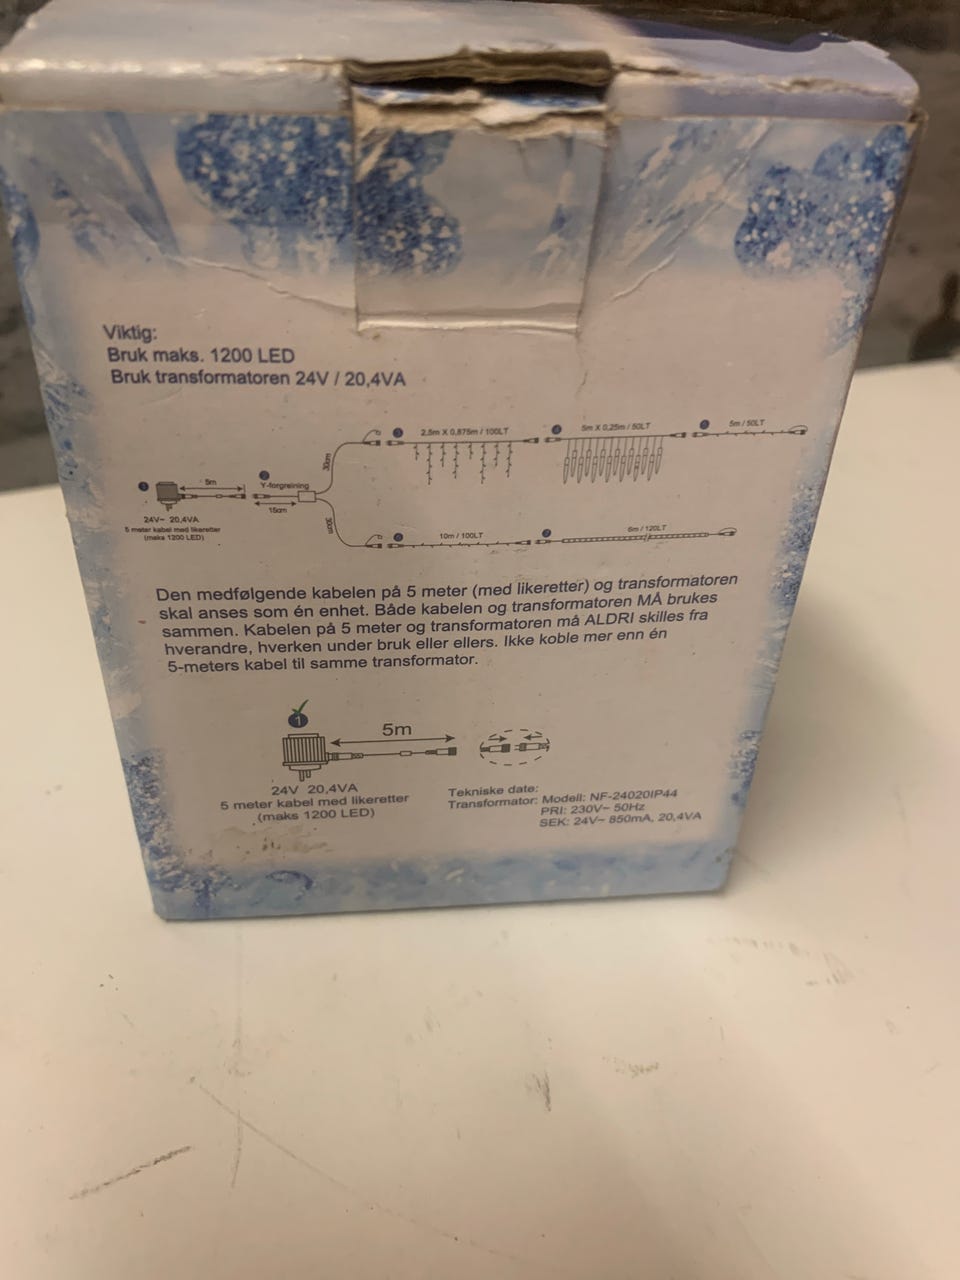 Viktig:
Bruk maks. 1200 LED
Bruk transformatoren 24V / 20,4VA
2,5m X 0,875m / 100LT
5m X 0,25m / 50LT
5m / 50LT
30cm
5m
Y-forgreining
15cm
24V~ 20,4VA
5 meter kabel med likeretter
(maks 1200 LED)
30cm
10m / 100LT
6m / 120LT
Den medfølgende kabelen på 5 meter (med likeretter) og transformatoren
skal anses som én enhet. Både kabelen og transformatoren MÅ brukes
sammen. Kabelen på 5 meter og transformatoren må ALDRI skilles fra
hverandre, hverken under bruk eller ellers. Ikke koble mer enn én
5-meters kabel til samme transformator.
1
5m
24V 20,4VA
5 meter kabel med likeretter
(maks 1200 LED)
Tekniske date:
Transformator: Modell: NF-24020IP44
PRI: 230V~ 50Hz
SEK: 24V~ 850mA, 20,4VA